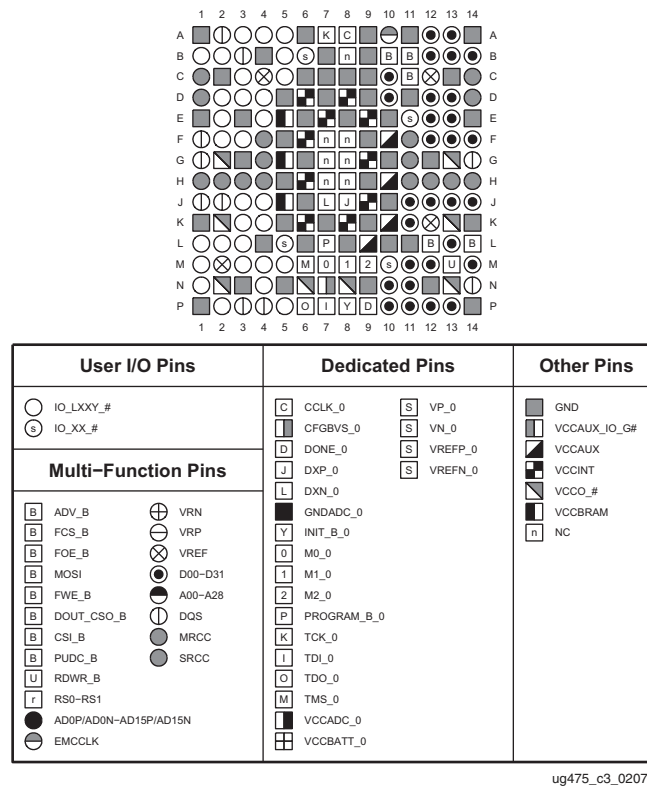 1 2 3 4 5 6 7 8 9 10 11 12 13 14
A K C A
B s n B B B
C B C
D D
E s E
F n n F
G n n G
H n n H
J L J J
K K
L s P B B L
M M 0 1 2 s U M
N N
P O I Y D P
1 2 3 4 5 6 7 8 9 10 11 12 13 14
User I/O Pins
IO_LXXY_#
s IO_XX_#
Multi−Function Pins
B ADV_B
B FCS_B
B FOE_B
B MOSI
B FWE_B
B DOUT_CSO_B
B CSI_B
B PUDC_B
U RDWR_B
r RS0−RS1
AD0P/AD0N−AD15P/AD15N
EMCCLK
VRN
VRP
VREF
D00−D31
A00−A28
DQS
MRCC
SRCC
Dedicated Pins
C CCLK_0
CFGBVS_0
D DONE_0
J DXP_0
L DXN_0
GNDADC_0
Y INIT_B_0
0 M0_0
1 M1_0
2 M2_0
P PROGRAM_B_0
K TCK_0
I TDI_0
O TDO_0
M TMS_0
VCCADC_0
VCCBATT_0
S VP_0
S VN_0
S VREFP_0
S VREFN_0
Other Pins
GND
VCCAUX_IO_G#
VCCAUX
VCCINT
VCCO_#
VCCBRAM
n NC
ug475_c3_0207